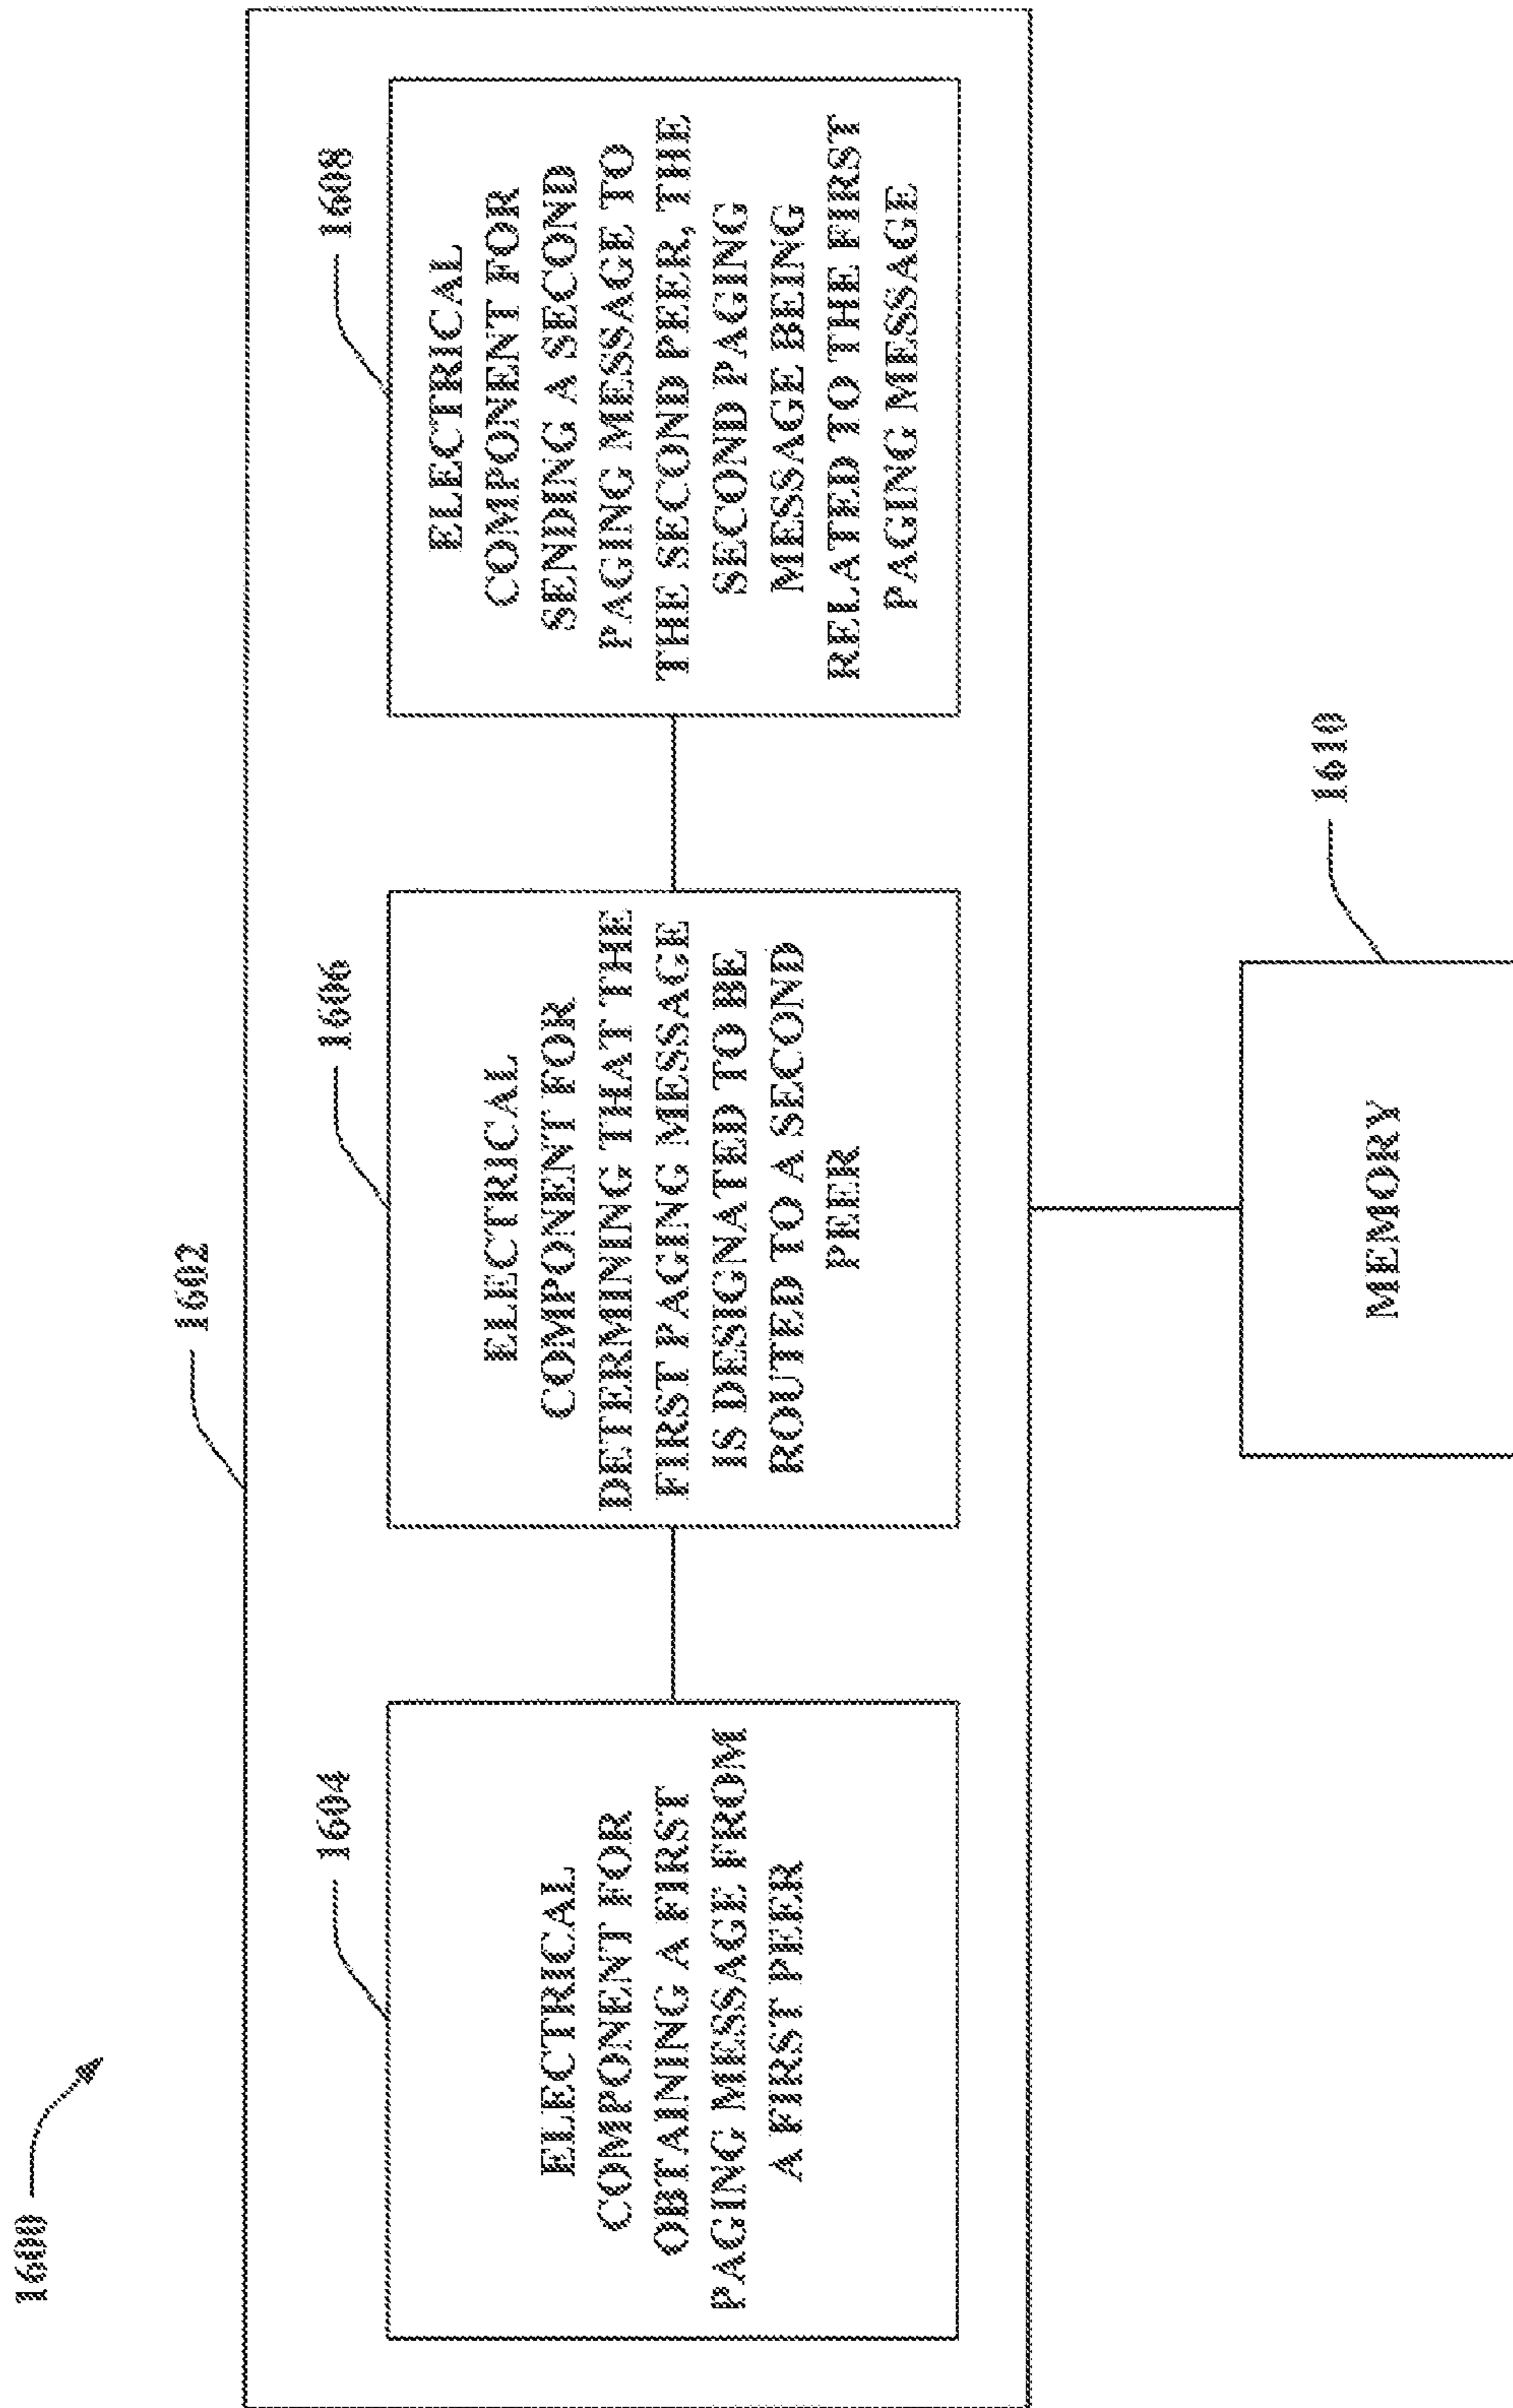 1600
1602
1604
ELECTRICAL
COMPONENT FOR
OBTAINING A FIRST
PAGING MESSAGE FROM
A FIRST PEER
1606
ELECTRICAL
COMPONENT FOR
DETERMINING THAT THE
FIRST PAGING MESSAGE
IS DESIGNATED TO BE
ROUTED TO A SECOND
PEER
1608
ELECTRICAL
COMPONENT FOR
SENDING A SECOND
PAGING MESSAGE TO
THE SECOND PEER, THE
SECOND PAGING
MESSAGE BEING
RELATED TO THE FIRST
PAGING MESSAGE
1610
MEMORY